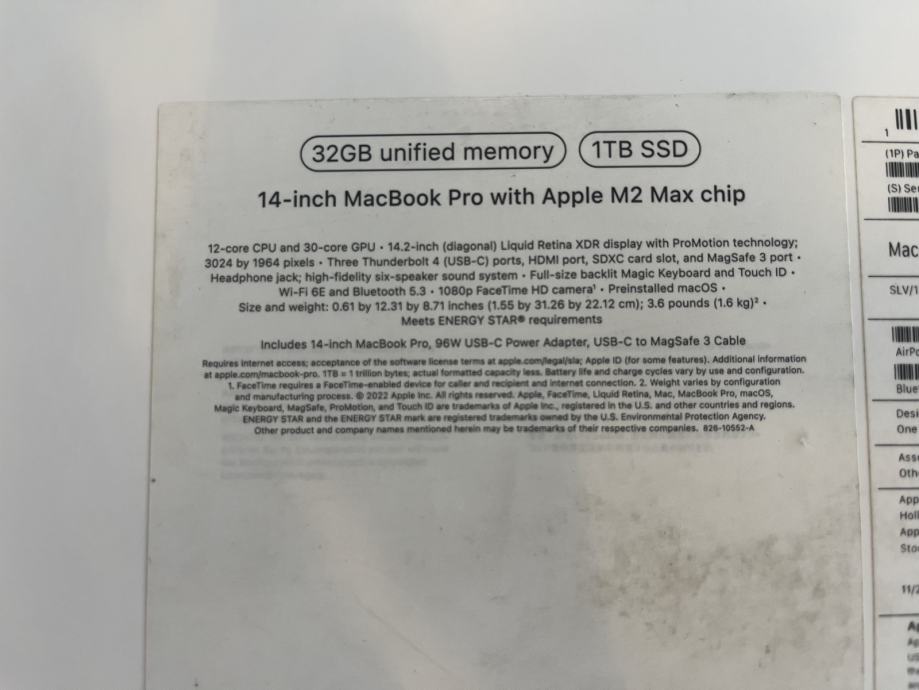 32GB unified memory 1TB SSD
14-inch MacBook Pro with Apple M2 Max chip
12-core CPU and 30-core GPU • 14.2-inch (diagonal) Liquid Retina XDR display with ProMotion technology;
3024 by 1964 pixels • Three Thunderbolt 4 (USB-C) ports, HDMI port, SDXC card slot, and MagSafe 3 port •
Headphone jack; high-fidelity six-speaker sound system • Full-size backlit Magic Keyboard and Touch ID •
Wi-Fi 6E and Bluetooth 5.3 • 1080p FaceTime HD camera¹ • Preinstalled macOS •
Size and weight: 0.61 by 12.31 by 8.71 inches (1.55 by 31.26 by 22.12 cm); 3.6 pounds (1.6 kg)² •
Meets ENERGY STAR® requirements
Includes 14-inch MacBook Pro, 96W USB-C Power Adapter, USB-C to MagSafe 3 Cable
Requires internet access; acceptance of the software license terms at apple.com/legal/sla; Apple ID (for some features). Additional information
at apple.com/macbook-pro. 1TB = 1 trillion bytes; actual formatted capacity less. Battery life and charge cycles vary by use and configuration.
1. FaceTime requires a FaceTime-enabled device for caller and recipient and internet connection. 2. Weight varies by configuration
and manufacturing process. © 2022 Apple Inc. All rights reserved. Apple, FaceTime, Liquid Retina, Mac, MacBook Pro, macOS,
Magic Keyboard, MagSafe, ProMotion, and Touch ID are trademarks of Apple Inc., registered in the U.S. and other countries and regions.
ENERGY STAR and the ENERGY STAR mark are registered trademarks owned by the U.S. Environmental Protection Agency.
Other product and company names mentioned herein may be trademarks of their respective companies. 826-10552-A
1
(1P) Pa
(S) Se
Mac
SLV/1
AirPo
Blue
Desi
One
Ass
Oth
App
Holl
App
Sto
11/2